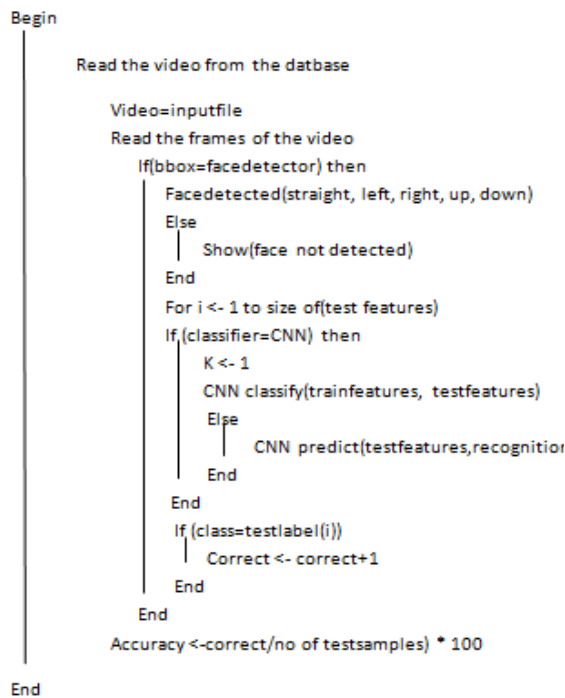 Begin
Read the video from the datbase
Video=inputfile
Read the frames of the video
If(bbox=facedetector) then
Facedetected(straight, left, right, up, down)
Else
Show(face not detected)
End
For i <- 1 to size of(test features)
If (classifier=CNN) then
K <- 1
CNN classify(trainfeatures, testfeatures)
Else
CNN predict(testfeatures,recognition
End
End
If (class=testlabel(i))
Correct <- correct+1
End
End
Accuracy <-correct/no of testsamples) * 100
End